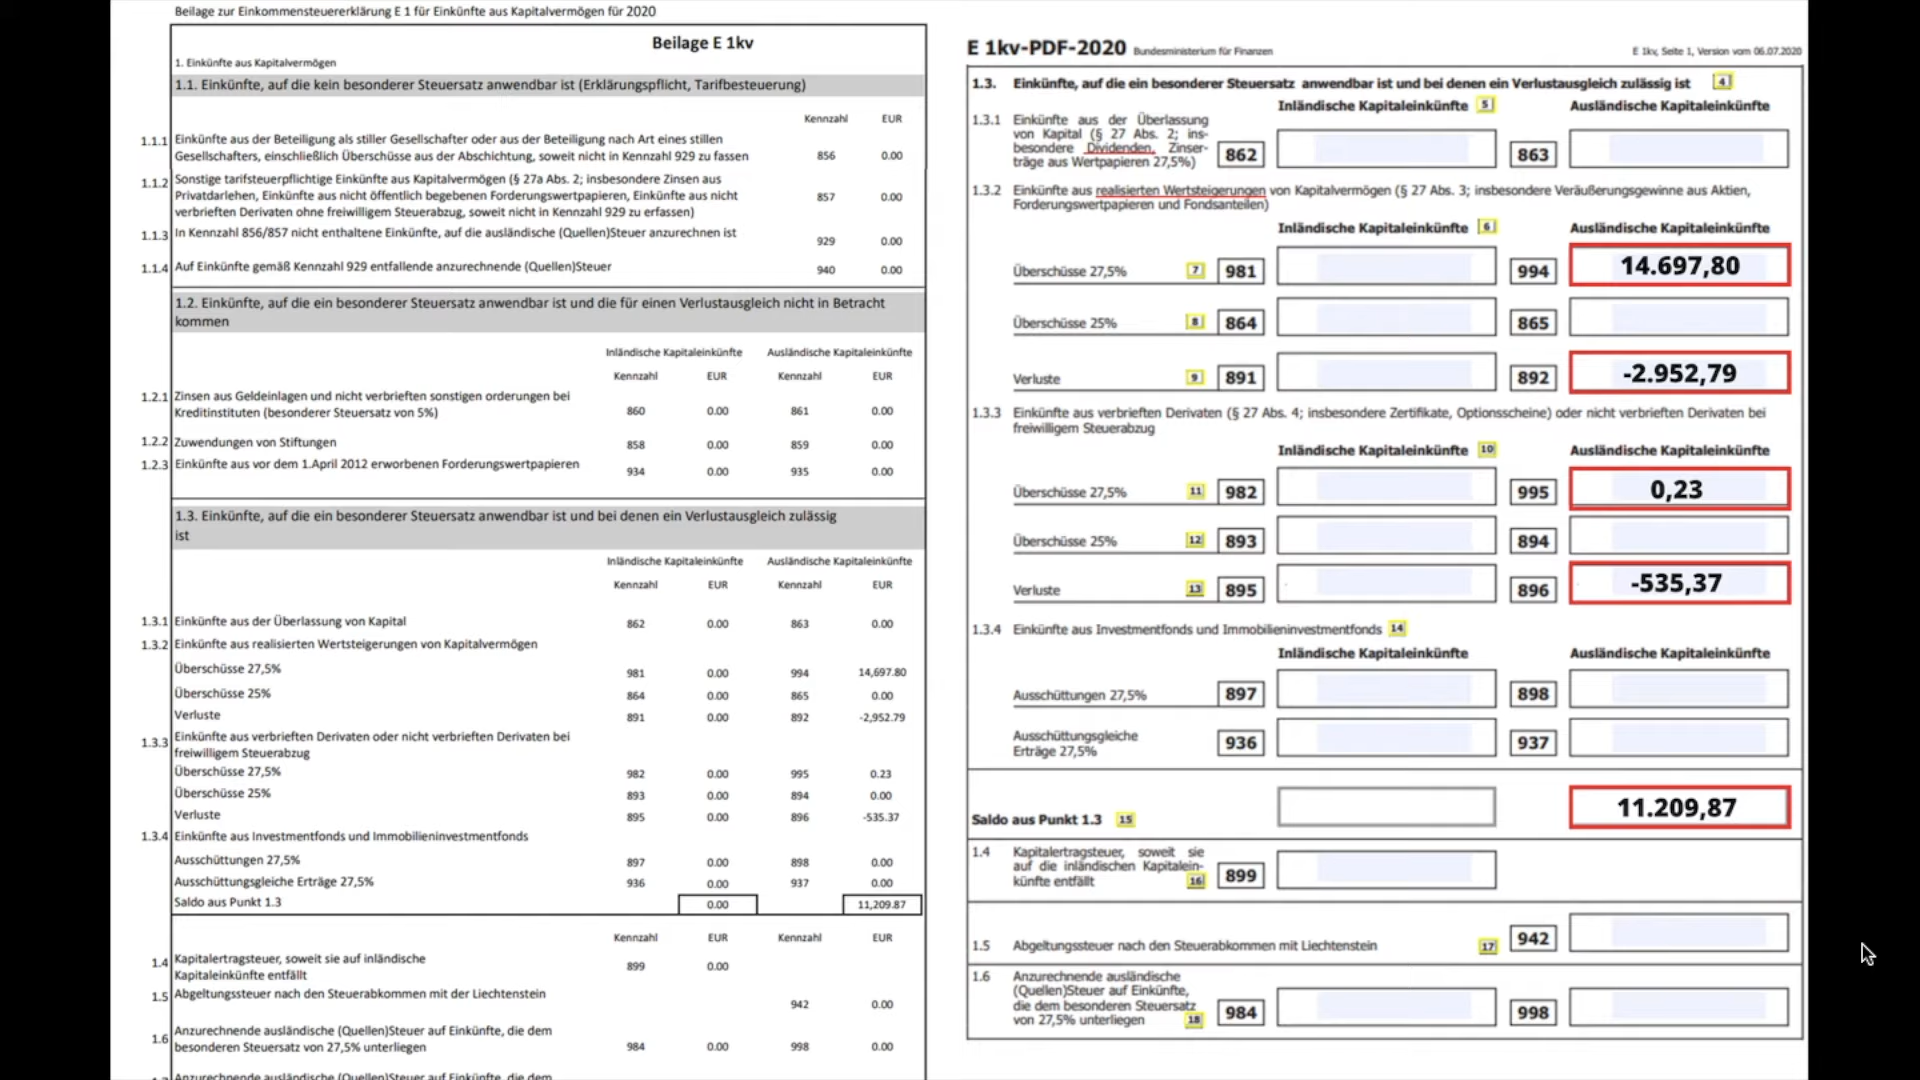 Beilage zur Einkommensteuererklärung E 1 für Einkünfte aus Kapitalvermögen für 2020
Beilage E 1kv
1. Einkünfte aus Kapitalvermögen
1.1. Einkünfte, auf die kein besonderer Steuersatz anwendbar ist (Erklärungspflicht, Tarifbesteuerung)
Kennzahl EUR
1.1.1 Einkünfte aus der Beteiligung als stiller Gesellschafter oder aus der Beteiligung nach Art eines stillen
Gesellschafters, einschließlich Überschüsse aus der Abschichtung, soweit nicht in Kennzahl 929 zu fassen 856 0.00
1.1.2 Sonstige tarifsteuerpflichtige Einkünfte aus Kapitalvermögen (§ 27a Abs. 2; insbesondere Zinsen aus
Privatdarlehen, Einkünfte aus nicht öffentlich begebenen Forderungswertpapieren, Einkünfte aus nicht 857 0.00
verbrieften Derivaten ohne freiwilligem Steuerabzug, soweit nicht in Kennzahl 929 zu erfassen)
1.1.3 In Kennzahl 856/857 nicht enthaltene Einkünfte, auf die ausländische (Quellen)Steuer anzurechnen ist
929 0.00
1.1.4 Auf Einkünfte gemäß Kennzahl 929 entfallende anzurechnende (Quellen)Steuer 940 0.00
1.2. Einkünfte, auf die ein besonderer Steuersatz anwendbar ist und die für einen Verlustausgleich nicht in Betracht
kommen
Inländische Kapitaleinkünfte Ausländische Kapitaleinkünfte
Kennzahl EUR Kennzahl EUR
1.2.1 Zinsen aus Geldeinlagen und nicht verbrieften sonstigen orderungen bei
Kreditinstituten (besonderer Steuersatz von 5%) 860 0.00 861 0.00
1.2.2 Zuwendungen von Stiftungen 858 0.00 859 0.00
1.2.3 Einkünfte aus vor dem 1.April 2012 erworbenen Forderungswertpapieren 934 0.00 935 0.00
1.3. Einkünfte, auf die ein besonderer Steuersatz anwendbar ist und bei denen ein Verlustausgleich zulässig
ist
Inländische Kapitaleinkünfte Ausländische Kapitaleinkünfte
Kennzahl EUR Kennzahl EUR
1.3.1 Einkünfte aus der Überlassung von Kapital 862 0.00 863 0.00
1.3.2 Einkünfte aus realisierten Wertsteigerungen von Kapitalvermögen
Überschüsse 27,5% 981 0.00 994 14,697.80
Überschüsse 25% 864 0.00 865 0.00
Verluste 891 0.00 892 -2,952.79
1.3.3 Einkünfte aus verbrieften Derivaten oder nicht verbrieften Derivaten bei
freiwilligem Steuerabzug
Überschüsse 27,5% 982 0.00 995 0.23
Überschüsse 25% 893 0.00 894 0.00
Verluste 895 0.00 896 -535.37
1.3.4 Einkünfte aus Investmentfonds und Immobilieninvestmentfonds
Ausschüttungen 27,5% 897 0.00 898 0.00
Ausschüttungsgleiche Erträge 27,5% 936 0.00 937 0.00
Saldo aus Punkt 1.3 0.00 11,209.87
Kennzahl EUR Kennzahl EUR
1.4 Kapitalertragsteuer, soweit sie auf inländische
Kapitaleinkünfte entfällt 899 0.00
1.5 Abgeltungssteuer nach den Steuerabkommen mit der Liechtenstein 942 0.00
1.6 Anzurechnende ausländische (Quellen)Steuer auf Einkünfte, die dem
besonderen Steuersatz von 27,5% unterliegen 984 0.00 998 0.00
Anzurechnende ausländische (Quellen)Steuer auf Einkünfte, die dem
E 1kv-PDF-2020 Bundesministerium für Finanzen E 1kv, Seite 1, Version vom 06.07.2020
1.3. Einkünfte, auf die ein besonderer Steuersatz anwendbar ist und bei denen ein Verlustausgleich zulässig ist 4
Inländische Kapitaleinkünfte 5 Ausländische Kapitaleinkünfte
1.3.1 Einkünfte aus der Überlassung
von Kapital (§ 27 Abs. 2; ins-
besondere Dividenden, Zinser-
träge aus Wertpapieren 27,5%) 862 863
1.3.2 Einkünfte aus realisierten Wertsteigerungen von Kapitalvermögen (§ 27 Abs. 3; insbesondere Veräußerungsgewinne aus Aktien,
Forderungswertpapieren und Fondsanteilen)
Inländische Kapitaleinkünfte 6 Ausländische Kapitaleinkünfte
Überschüsse 27,5% 7 981 994 14.697,80
Überschüsse 25% 8 864 865
Verluste 9 891 892 -2.952,79
1.3.3 Einkünfte aus verbrieften Derivaten (§ 27 Abs. 4; insbesondere Zertifikate, Optionsscheine) oder nicht verbrieften Derivaten bei
freiwilligem Steuerabzug
Inländische Kapitaleinkünfte 10 Ausländische Kapitaleinkünfte
Überschüsse 27,5% 11 982 995 0,23
Überschüsse 25% 12 893 894
Verluste 13 895 896 -535,37
1.3.4 Einkünfte aus Investmentfonds und Immobilieninvestmentfonds 14
Inländische Kapitaleinkünfte Ausländische Kapitaleinkünfte
Ausschüttungen 27,5% 897 898
Ausschüttungsgleiche
Erträge 27,5% 936 937
Saldo aus Punkt 1.3 15 11.209,87
1.4 Kapitalertragsteuer, soweit sie
auf die inländischen Kapitalein-
künfte entfällt 16 899
1.5 Abgeltungssteuer nach den Steuerabkommen mit Liechtenstein 17 942
1.6 Anzurechnende ausländische
(Quellen)Steuer auf Einkünfte,
die dem besonderen Steuersatz
von 27,5% unterliegen 18 984 998